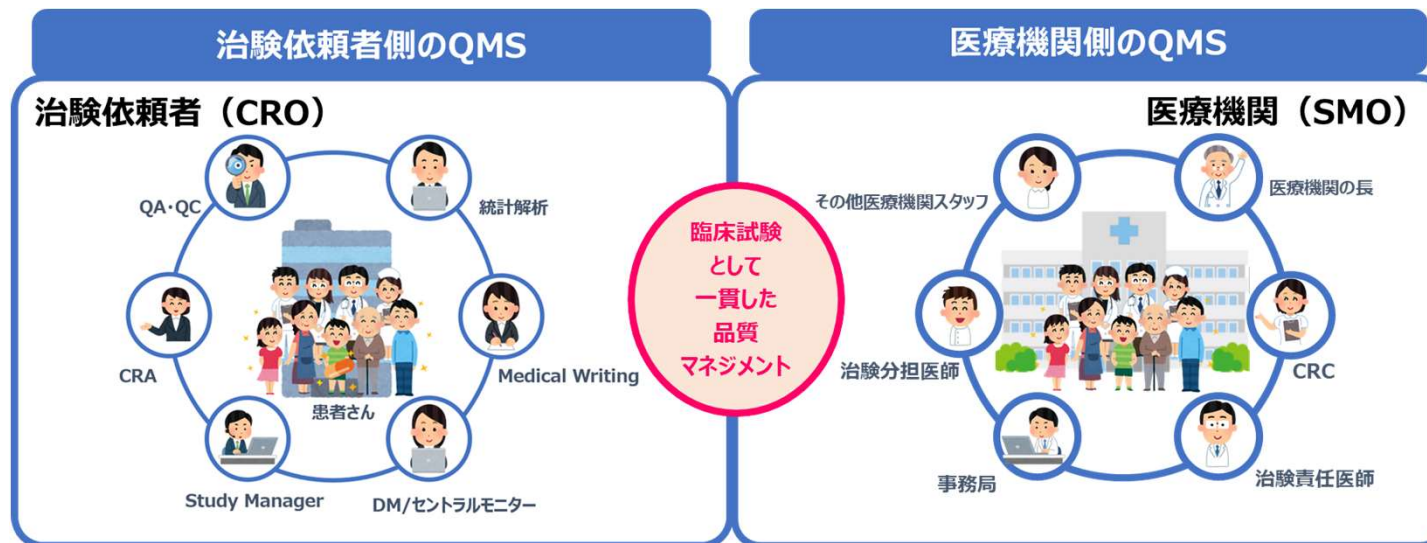 治験依頼者側のQMS
医療機関側のQMS
治験依頼者（CRO）
QA・QC
統計解析
CRA
Medical Writing
患者さん
Study Manager
DM/セントラルモニター
臨床試験
として
一貫した
品質
マネジメント
医療機関（SMO）
その他医療機関スタッフ
医療機関の長
治験分担医師
CRC
事務局
治験責任医師